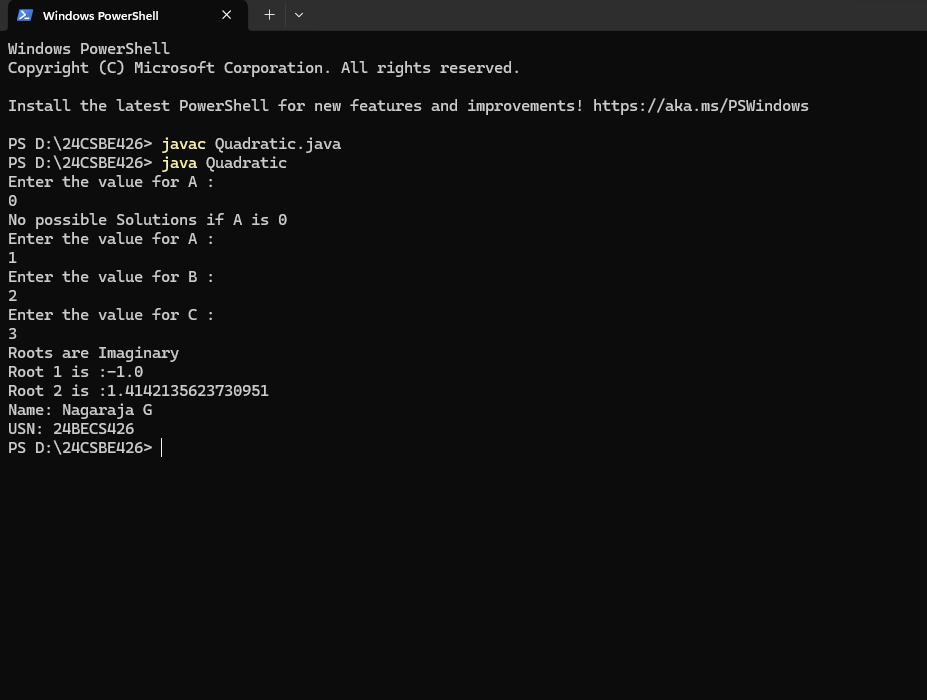 Windows PowerShell
Windows PowerShell
Copyright (C) Microsoft Corporation. All rights reserved.
Install the latest PowerShell for new features and improvements! https://aka.ms/PSWindows
PS D:\24CSBE426> javac Quadratic.java
PS D:\24CSBE426> java Quadratic
Enter the value for A :
0
No possible Solutions if A is 0
Enter the value for A :
1
Enter the value for B :
2
Enter the value for C :
3
Roots are Imaginary
Root 1 is :-1.0
Root 2 is :1.4142135623730951
Name: Nagaraja G
USN: 24BECS426
PS D:\24CSBE426>